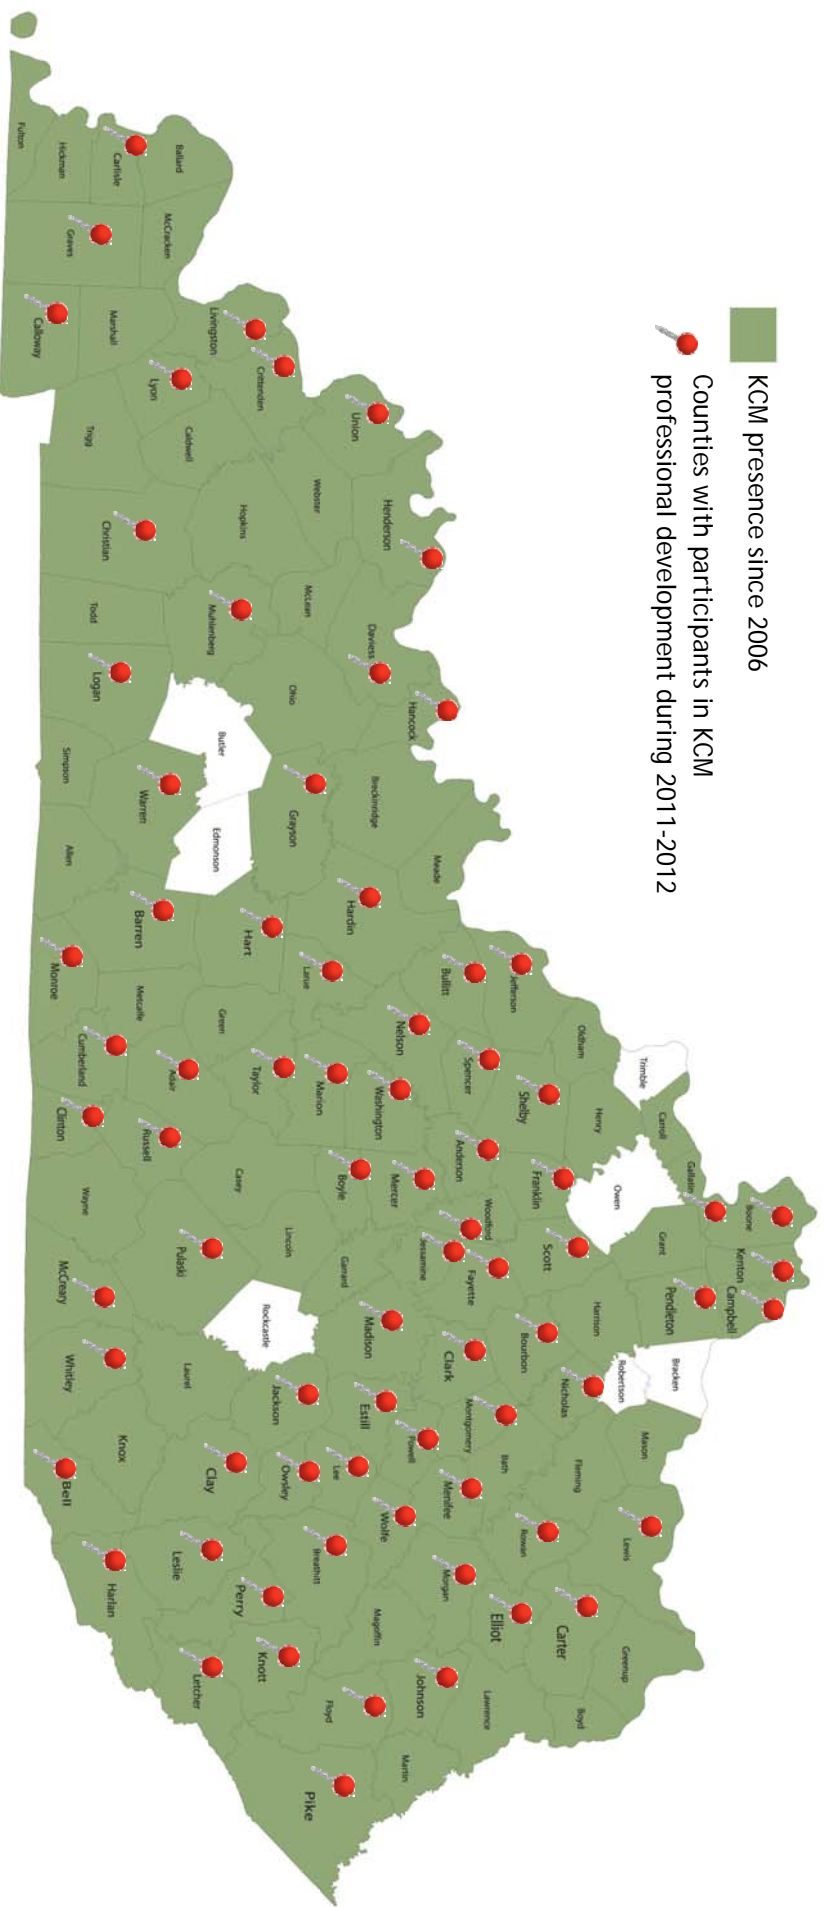 KCM presence since 2006
Counties with participants in KCM
professional development during 2011-2012
Fulton
Hickman
Carlisle
Ballard
Graves
McCracken
Calloway
Marshall
Livingston
Crittenden
Lyon
Caldwell
Trigg
Union
Webster
Henderson
Hopkins
Christian
Todd
Muhlenberg
McLean
Daviess
Hancock
Ohio
Logan
Butler
Simpson
Warren
Edmonson
Grayson
Breckinridge
Meade
Allen
Barren
Hart
Hardin
Larue
Monroe
Metcalfe
Green
Cumberland
Adair
Taylor
Marion
Nelson
Washington
Bullitt
Jefferson
Spencer
Shelby
Oldham
Trimble
Henry
Carroll
Gallatin
Boone
Kenton
Campbell
Pendleton
Grant
Owen
Franklin
Anderson
Woodford
Scott
Fayette
Jessamine
Mercer
Boyle
Clinton
Russell
Casey
Wayne
Lincoln
Garrard
Pulaski
McCreary
Rockcastle
Madison
Clark
Bourbon
Harrison
Nicholas
Robertson
Bracken
Mason
Fleming
Bath
Montgomery
Powell
Estill
Jackson
Laurel
Whitley
Knox
Bell
Clay
Owsley
Lee
Wolfe
Menifee
Rowan
Lewis
Morgan
Breathitt
Leslie
Harlan
Perry
Knott
Letcher
Magoffin
Elliot
Carter
Greenup
Boyd
Lawrence
Johnson
Floyd
Martin
Pike